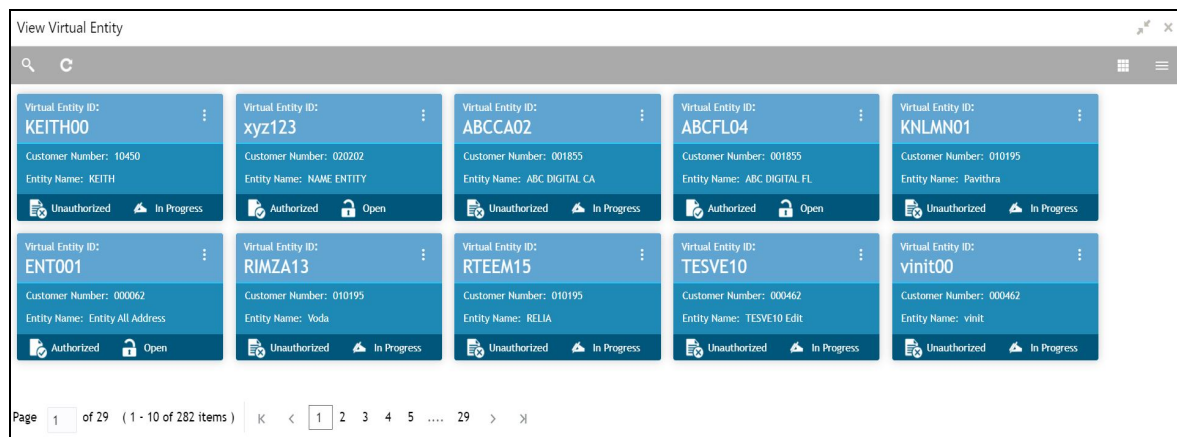 View Virtual Entity
Virtual Entity ID:
KEITH00
Customer Number: 10450
Entity Name: KEITH
Unauthorized In Progress
Virtual Entity ID:
xyz123
Customer Number: 020202
Entity Name: NAME ENTITY
Authorized Open
Virtual Entity ID:
ABCCA02
Customer Number: 001855
Entity Name: ABC DIGITAL CA
Unauthorized In Progress
Virtual Entity ID:
ABCFL04
Customer Number: 001855
Entity Name: ABC DIGITAL FL
Authorized Open
Virtual Entity ID:
KNLMN01
Customer Number: 010195
Entity Name: Pavithra
Unauthorized In Progress
Virtual Entity ID:
ENT001
Customer Number: 000062
Entity Name: Entity All Address
Authorized Open
Virtual Entity ID:
RIMZA13
Customer Number: 010195
Entity Name: Voda
Unauthorized In Progress
Virtual Entity ID:
RTEEM15
Customer Number: 010195
Entity Name: RELIA
Unauthorized In Progress
Virtual Entity ID:
TESVE10
Customer Number: 000462
Entity Name: TESVE10 Edit
Unauthorized In Progress
Virtual Entity ID:
vinit00
Customer Number: 000462
Entity Name: vinit
Unauthorized In Progress
Page 1 of 29 ( 1 - 10 of 282 items ) 1 2 3 4 5 .... 29